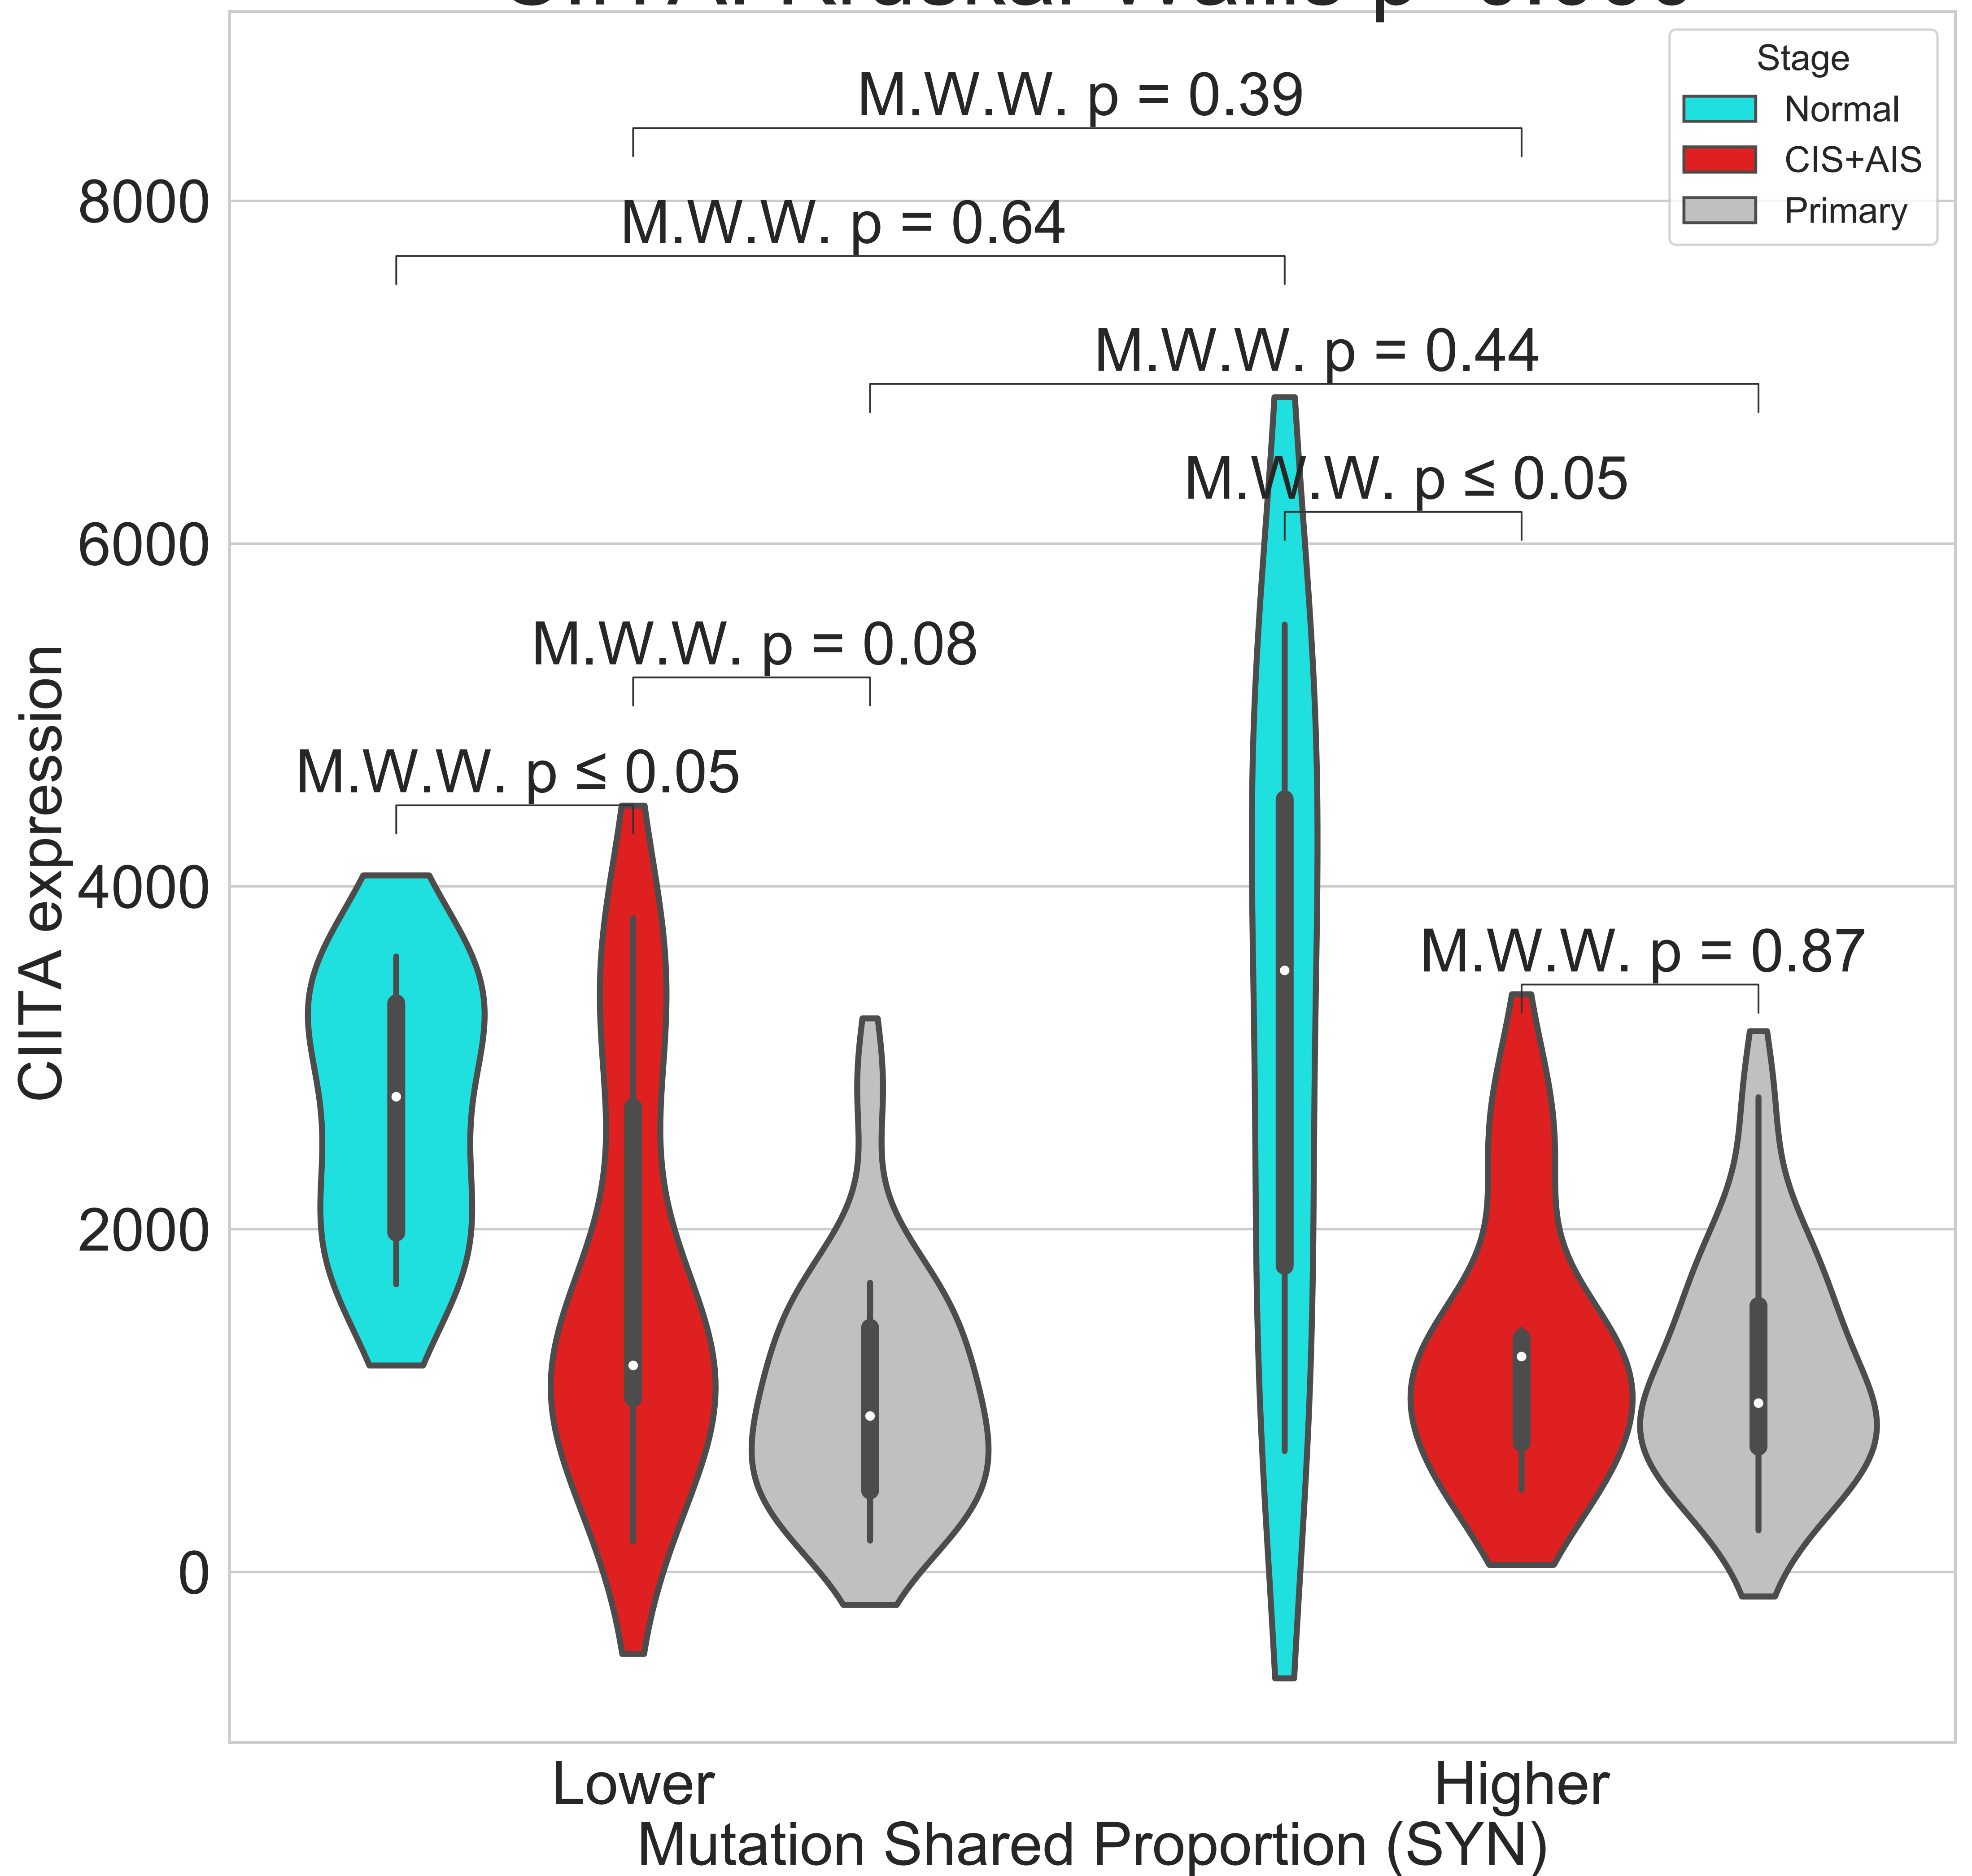 Stage
Normal
CIS+AIS
Primary
M.W.W. p = 0.39
8000
M.W.W. p = 0.64
M.W.W. p = 0.44
M.W.W. p ≤ 0.05
6000
M.W.W. p = 0.08
M.W.W. p ≤ 0.05
4000
M.W.W. p = 0.87
2000
0
CIITA expression
Lower
Higher
Mutation Shared Proportion (SYN)